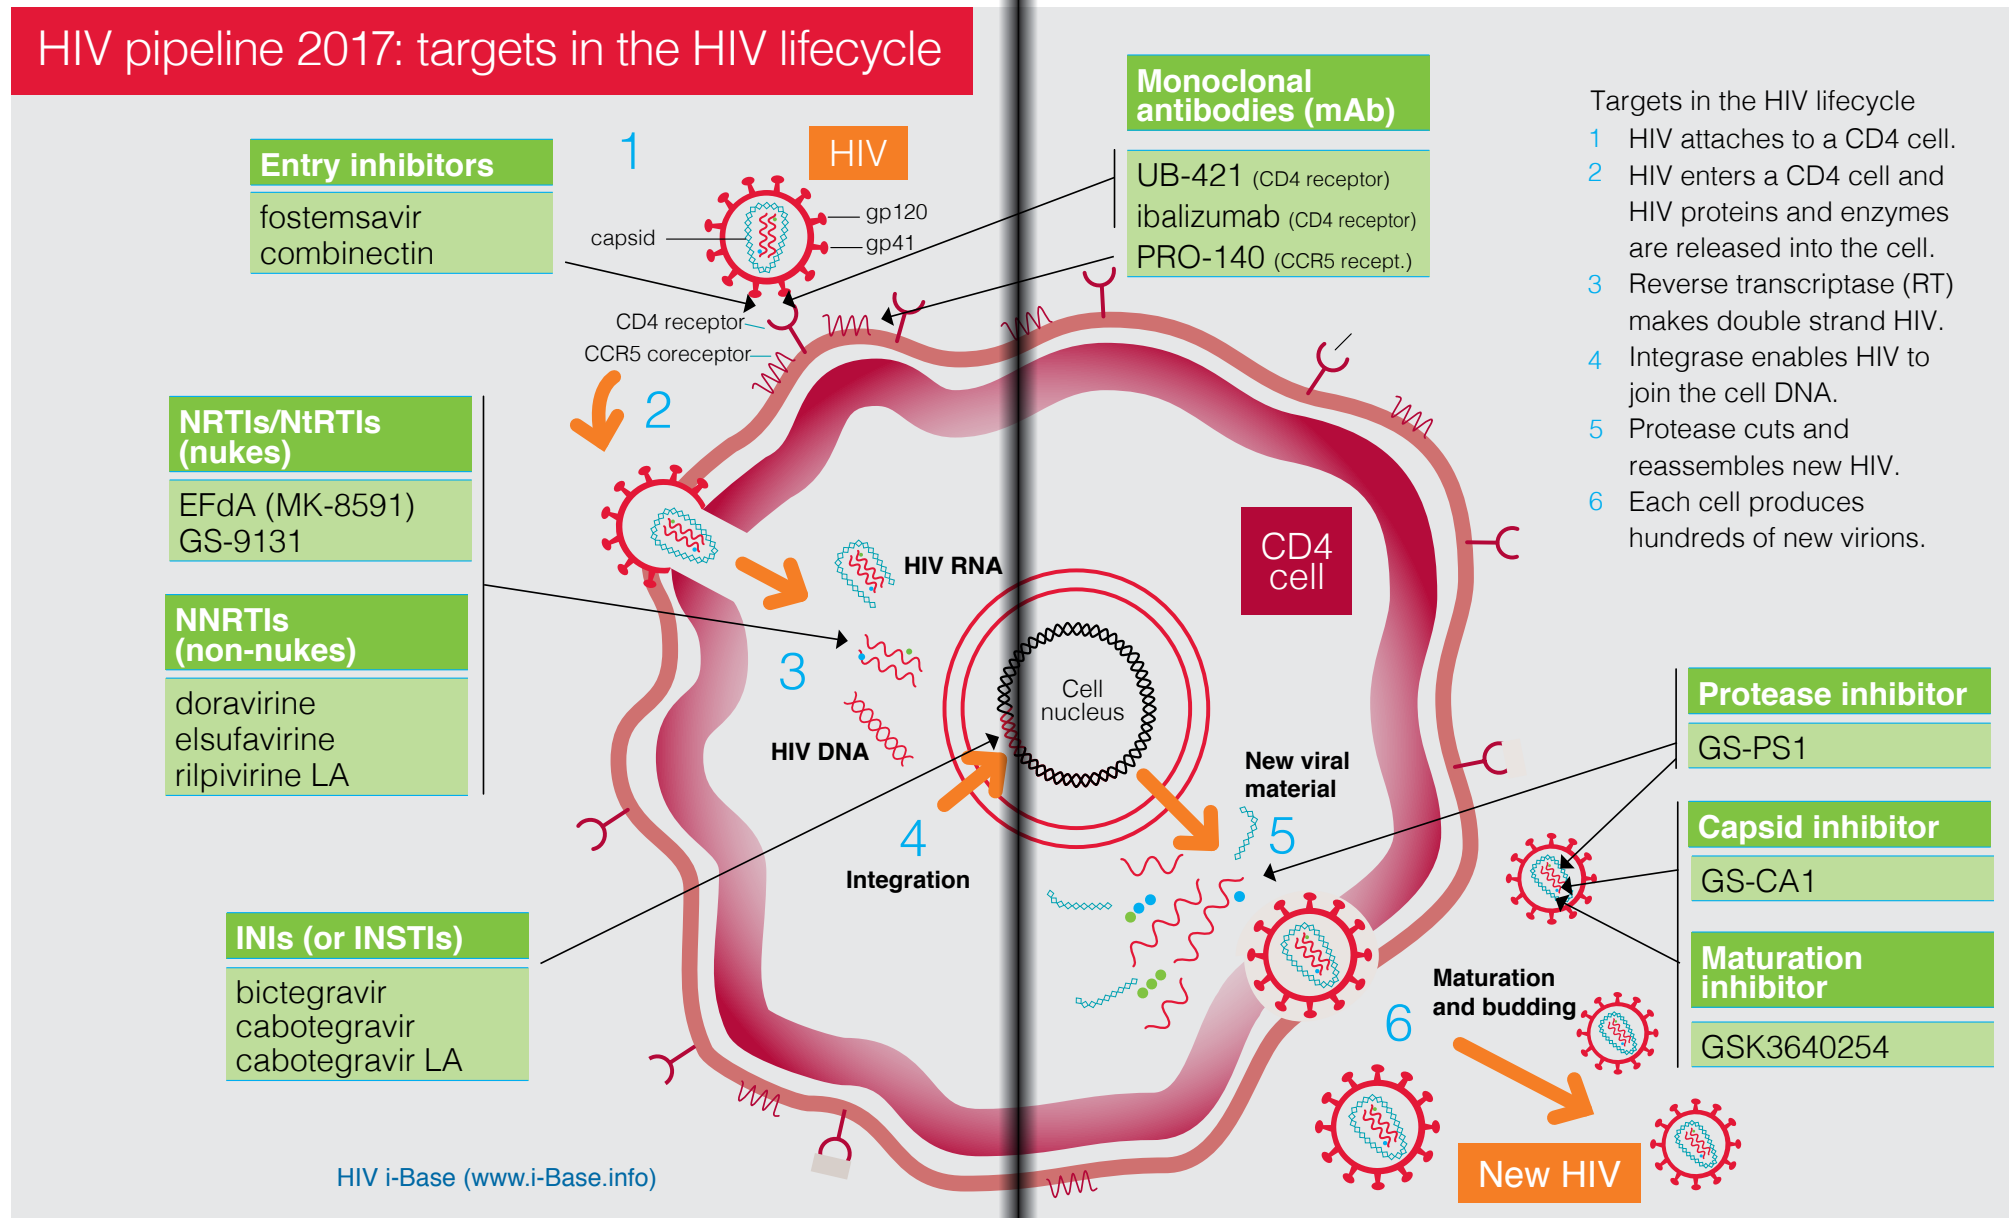 HIV pipeline 2017: targets in the HIV lifecycle
Entry inhibitors
fostemsavir
combinectin
1
HIV
capsid
gp120
gp41
CD4 receptor
CCR5 coreceptor
Monoclonal
antibodies (mAb)
UB-421 (CD4 receptor)
ibalizumab (CD4 receptor)
PRO-140 (CCR5 recept.)
Targets in the HIV lifecycle
1 HIV attaches to a CD4 cell.
2 HIV enters a CD4 cell and
HIV proteins and enzymes
are released into the cell.
3 Reverse transcriptase (RT)
makes double strand HIV.
4 Integrase enables HIV to
join the cell DNA.
5 Protease cuts and
reassembles new HIV.
6 Each cell produces
hundreds of new virions.
2
NRTIs/NtRTIs
(nukes)
EFdA (MK-8591)
GS-9131
NNRTIs
(non-nukes)
doravirine
elsufavirine
rilpivirine LA
HIV RNA
3
HIV DNA
CD4
cell
Cell
nucleus
4
Integration
New viral
material
5
INIs (or INSTIs)
bictegravir
cabotegravir
cabotegravir LA
Protease inhibitor
GS-PS1
Capsid inhibitor
GS-CA1
Maturation
inhibitor
GSK3640254
Maturation
and budding
6
New HIV
HIV i-Base (www.i-Base.info)